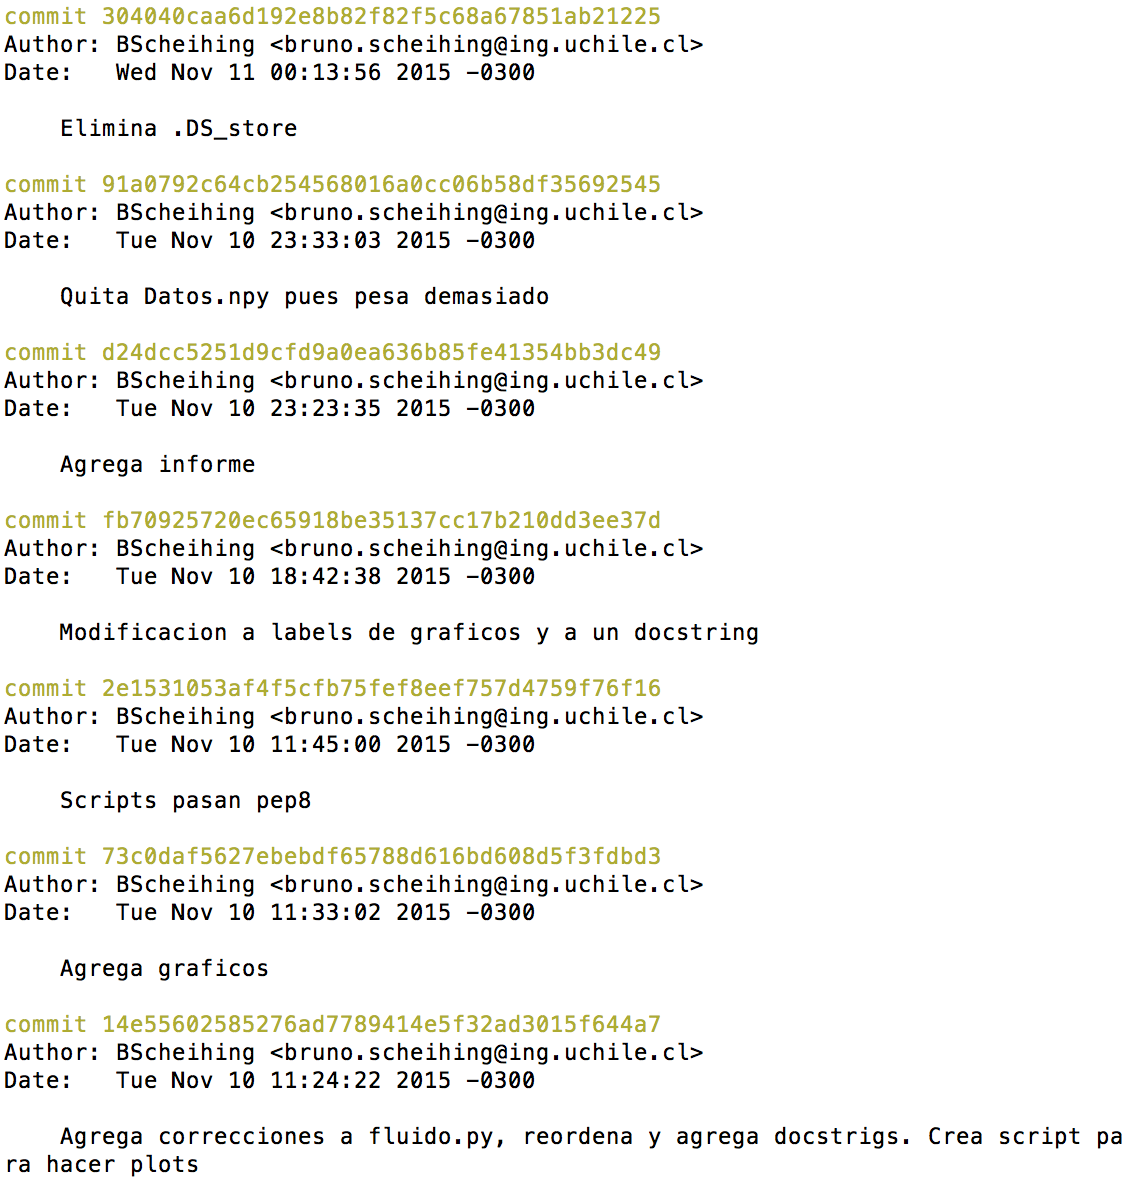 commit 304040caa6d192e8b82f82f5c68a67851ab21225
Author: BScheihing <bruno.scheihing@ing.uchile.cl>
Date:   Wed Nov 11 00:13:56 2015 -0300
Elimina .DS_store
commit 91a0792c64cb254568016a0cc06b58df35692545
Author: BScheihing <bruno.scheihing@ing.uchile.cl>
Date:   Tue Nov 10 23:33:03 2015 -0300
Quita Datos.npy pues pesa demasiado
commit d24dcc5251d9cfd9a0ea636b85fe41354bb3dc49
Author: BScheihing <bruno.scheihing@ing.uchile.cl>
Date:   Tue Nov 10 23:23:35 2015 -0300
Agrega informe
commit fb70925720ec65918be35137cc17b210dd3ee37d
Author: BScheihing <bruno.scheihing@ing.uchile.cl>
Date:   Tue Nov 10 18:42:38 2015 -0300
Modificacion a labels de graficos y a un docstring
commit 2e1531053af4f5cfb75fef8eef757d4759f76f16
Author: BScheihing <bruno.scheihing@ing.uchile.cl>
Date:   Tue Nov 10 11:45:00 2015 -0300
Scripts pasan pep8
commit 73c0daf5627ebebdf65788d616bd608d5f3fdbd3
Author: BScheihing <bruno.scheihing@ing.uchile.cl>
Date:   Tue Nov 10 11:33:02 2015 -0300
Agrega graficos
commit 14e55602585276ad7789414e5f32ad3015f644a7
Author: BScheihing <bruno.scheihing@ing.uchile.cl>
Date:   Tue Nov 10 11:24:22 2015 -0300
Agrega correcciones a fluido.py, reordena y agrega docstrigs. Crea script pa
ra hacer plots